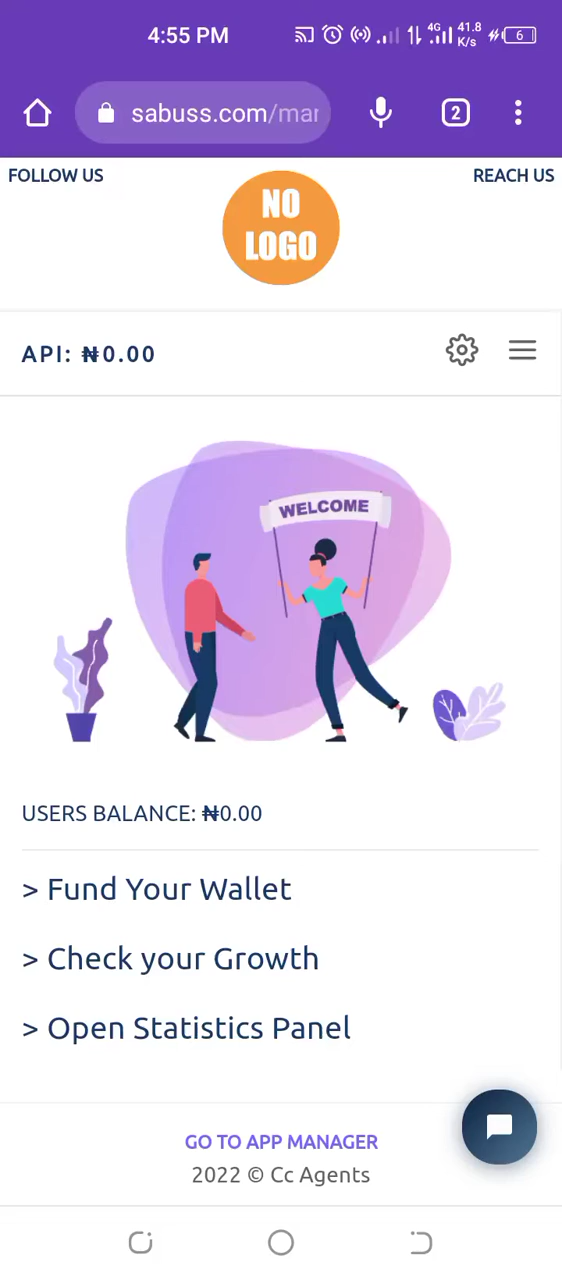 4:55 PM 4G 41.8 K/s 6
sabuss.com/mar 2
FOLLOW US REACH US
NO
LOGO
API: ₦0.00
WELCOME
USERS BALANCE: ₦0.00
> Fund Your Wallet
> Check your Growth
> Open Statistics Panel
GO TO APP MANAGER
2022 © Cc Agents